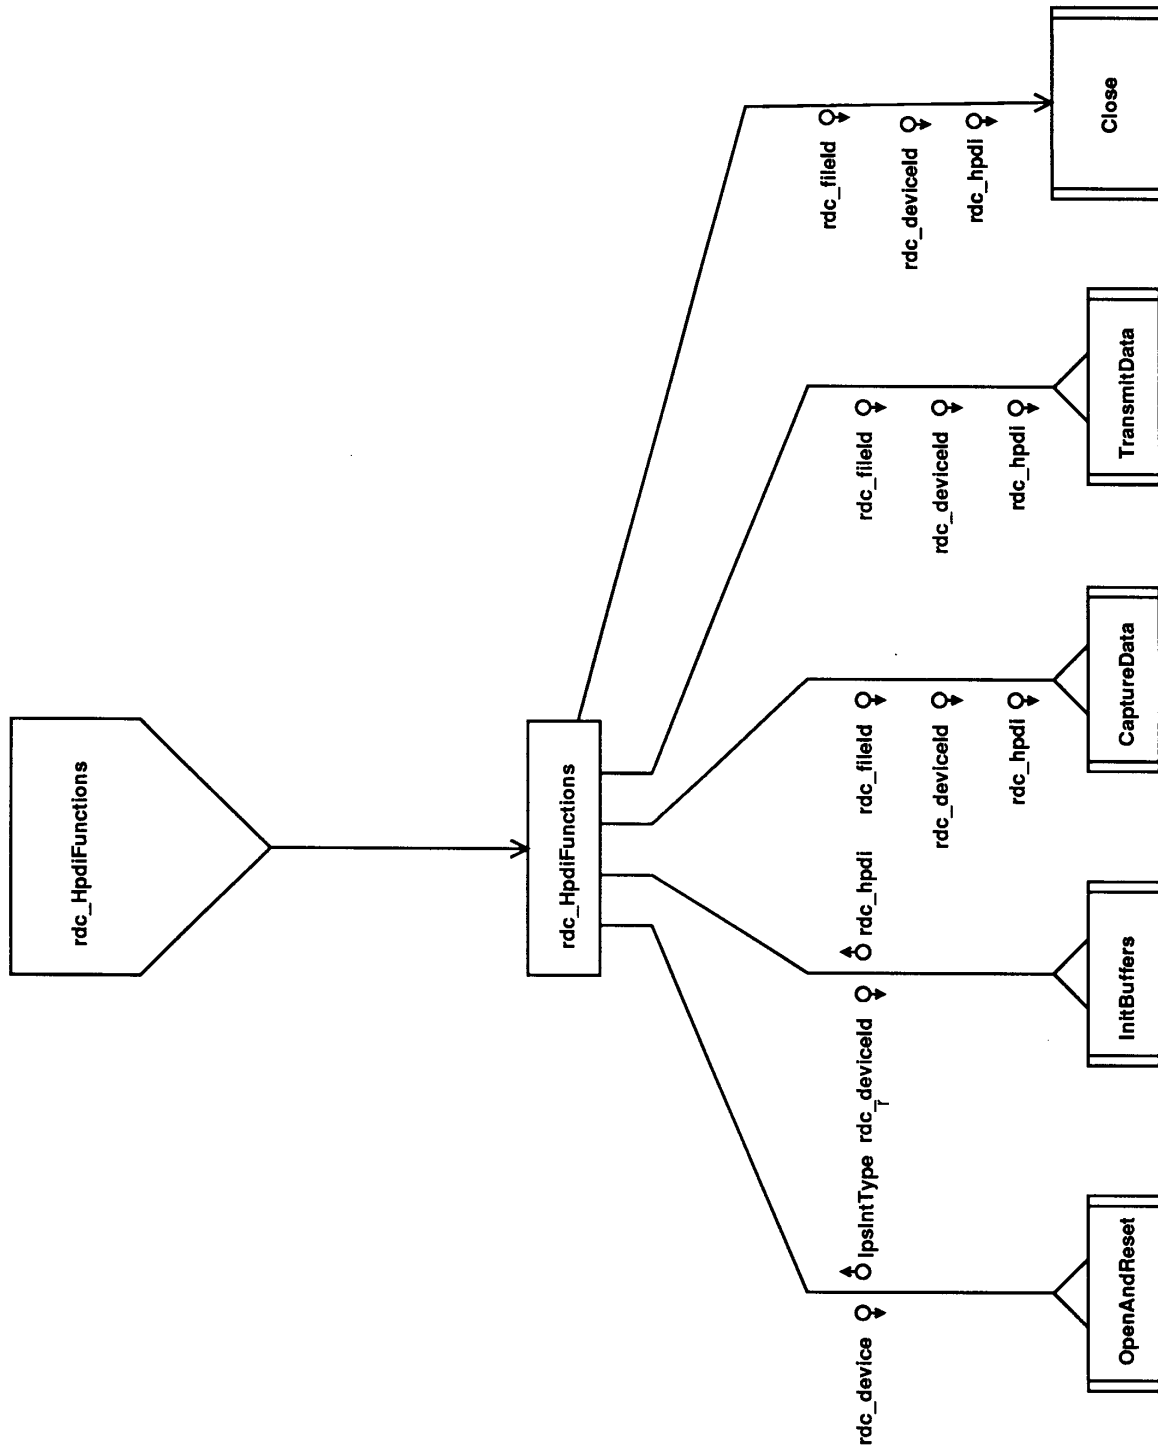 rdc_HpdiFunctions
rdc_HpdiFunctions
rdc_device
lpsIntType
rdc_deviceId
r
rdc_hpdi
rdc_fileId
rdc_deviceId
rdc_hpdi
rdc_fileId
rdc_deviceId
rdc_hpdi
rdc_fileId
rdc_deviceId
rdc_hpdi
OpenAndReset
InitBuffers
CaptureData
TransmitData
Close